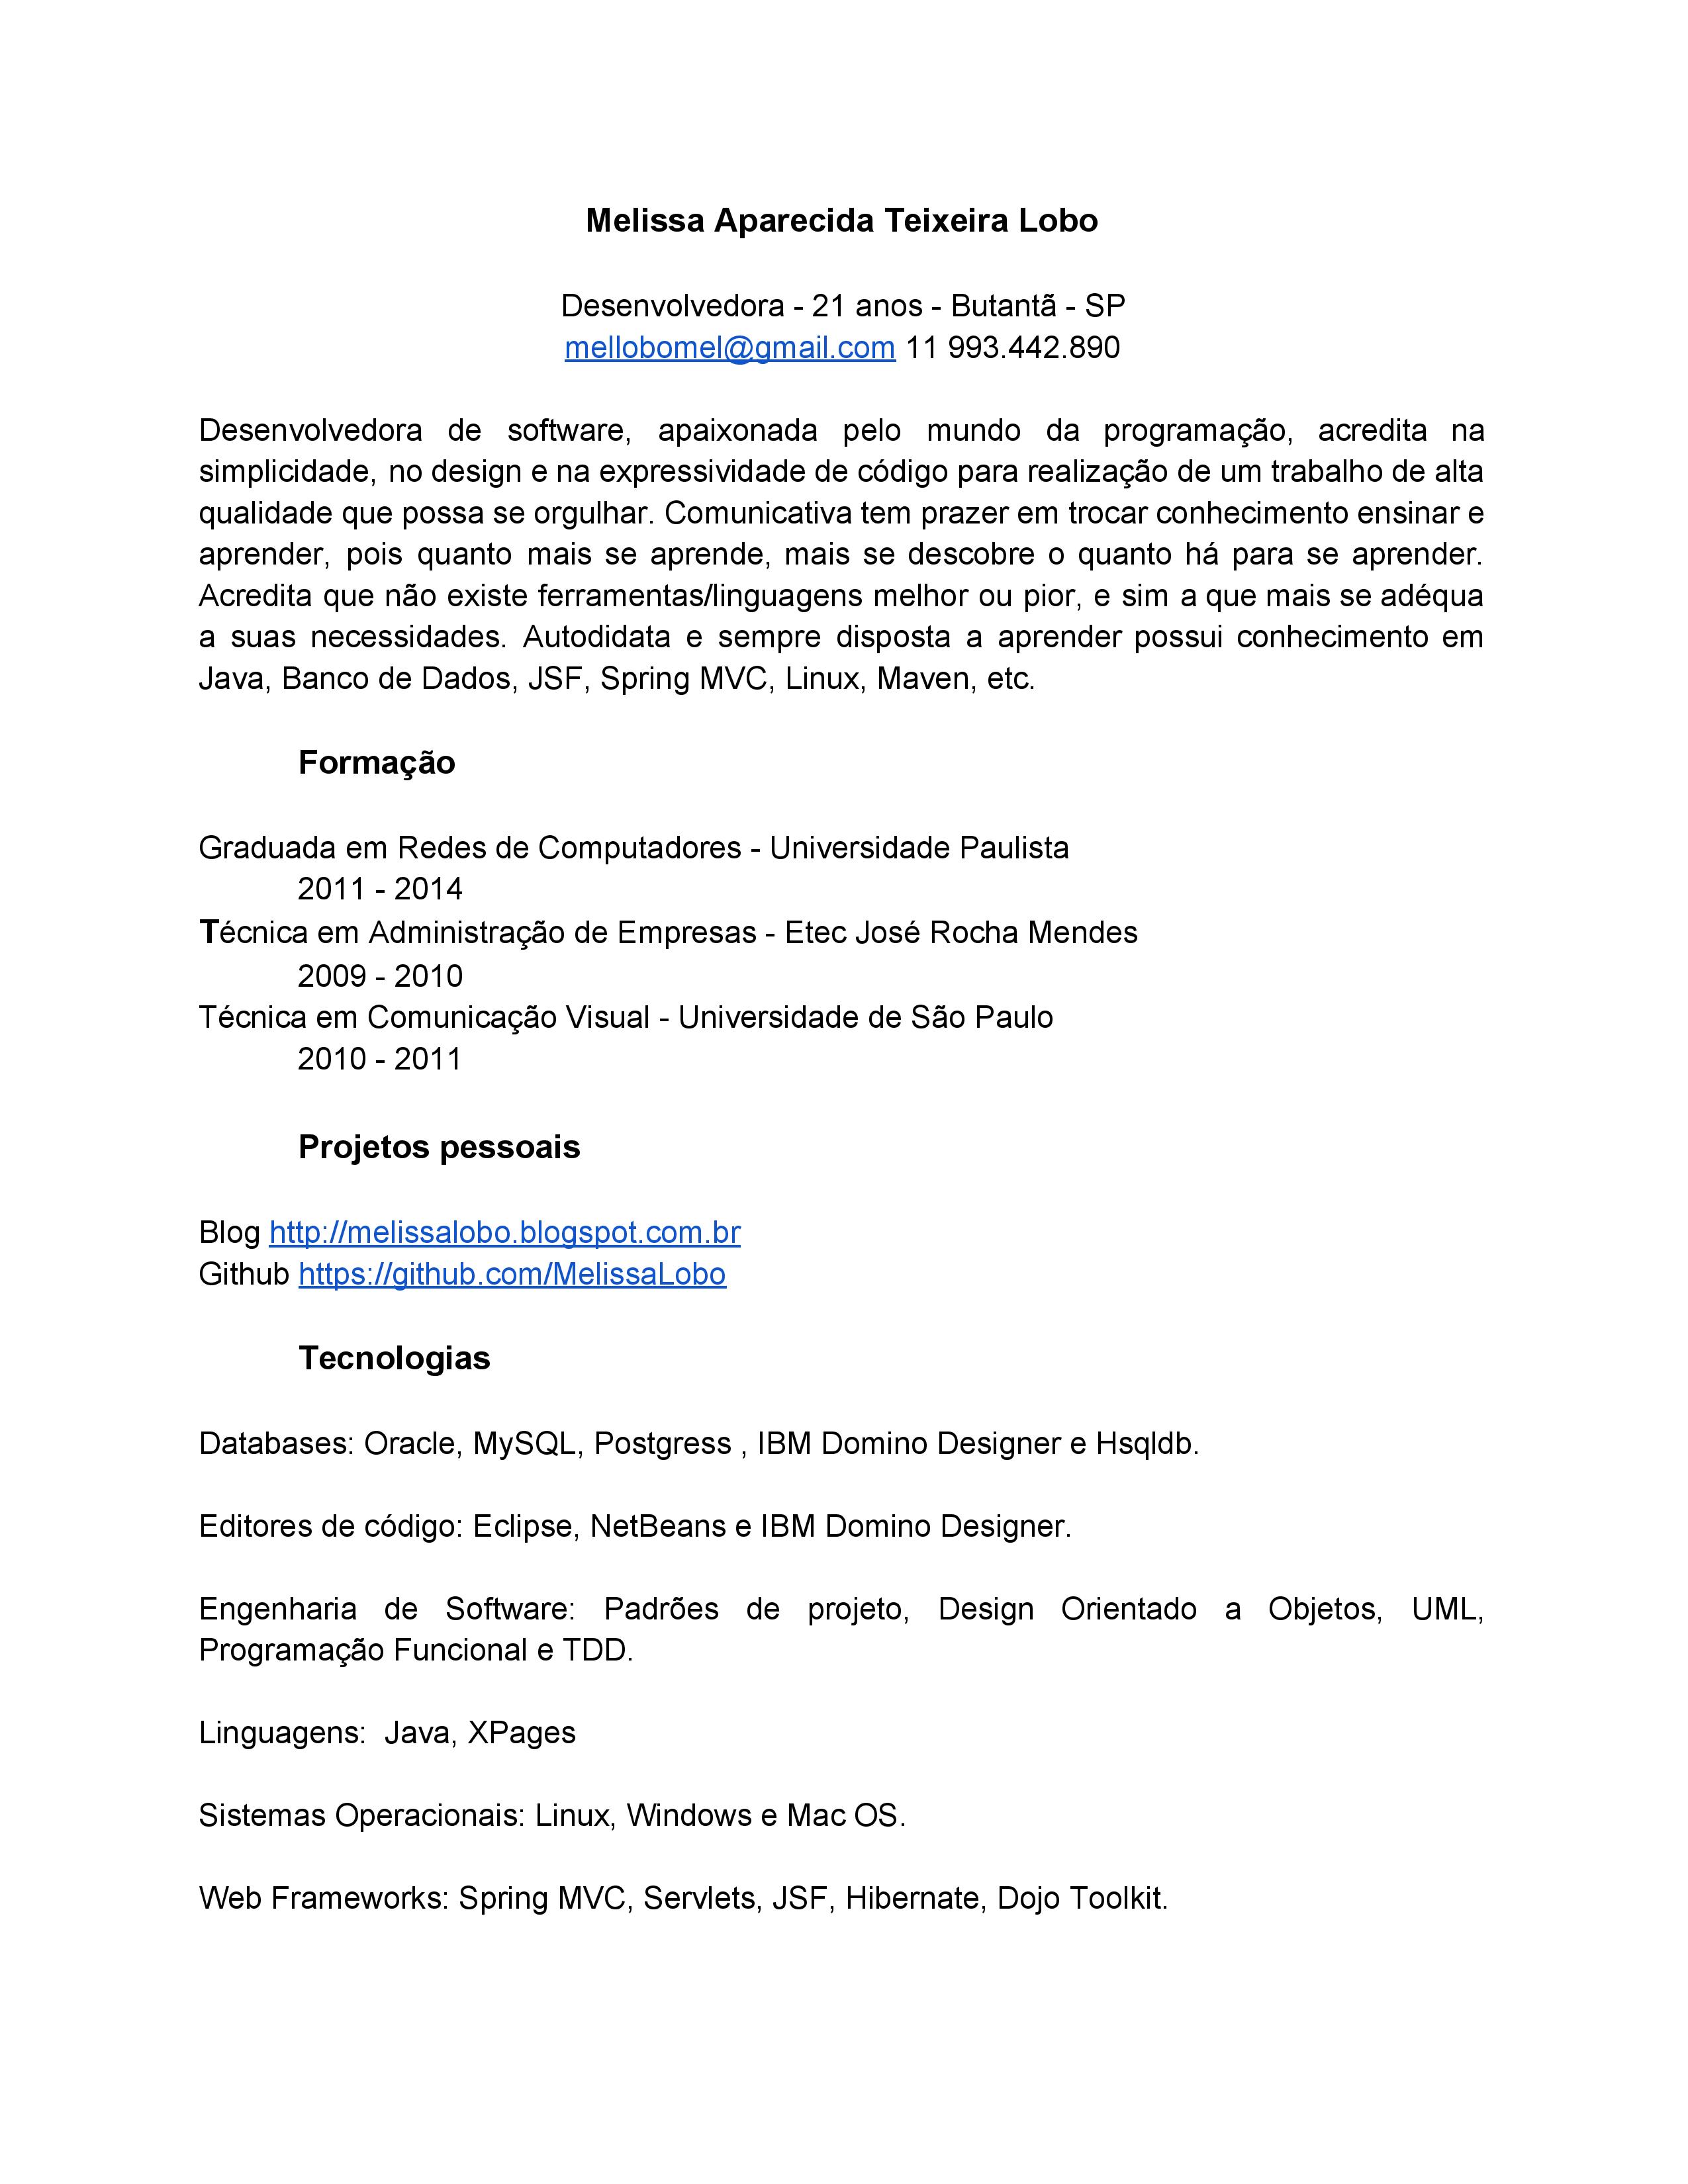 Melissa Aparecida Teixeira Lobo
Desenvolvedora - 21 anos - Butantã - SP
mellobomel@gmail.com 11 993.442.890
Desenvolvedora de software, apaixonada pelo mundo da programação, acredita na
simplicidade, no design e na expressividade de código para realização de um trabalho de alta
qualidade que possa se orgulhar. Comunicativa tem prazer em trocar conhecimento ensinar e
aprender, pois quanto mais se aprende, mais se descobre o quanto há para se aprender.
Acredita que não existe ferramentas/linguagens melhor ou pior, e sim a que mais se adéqua
a suas necessidades. Autodidata e sempre disposta a aprender possui conhecimento em
Java, Banco de Dados, JSF, Spring MVC, Linux, Maven, etc.
Formação
Graduada em Redes de Computadores - Universidade Paulista
2011 - 2014
Técnica em Administração de Empresas - Etec José Rocha Mendes
2009 - 2010
Técnica em Comunicação Visual - Universidade de São Paulo
2010 - 2011
Projetos pessoais
Blog http://melissalobo.blogspot.com.br
Github https://github.com/MelissaLobo
Tecnologias
Databases: Oracle, MySQL, Postgress , IBM Domino Designer e Hsqldb.
Editores de código: Eclipse, NetBeans e IBM Domino Designer.
Engenharia de Software: Padrões de projeto, Design Orientado a Objetos, UML,
Programação Funcional e TDD.
Linguagens:  Java, XPages
Sistemas Operacionais: Linux, Windows e Mac OS.
Web Frameworks: Spring MVC, Servlets, JSF, Hibernate, Dojo Toolkit.